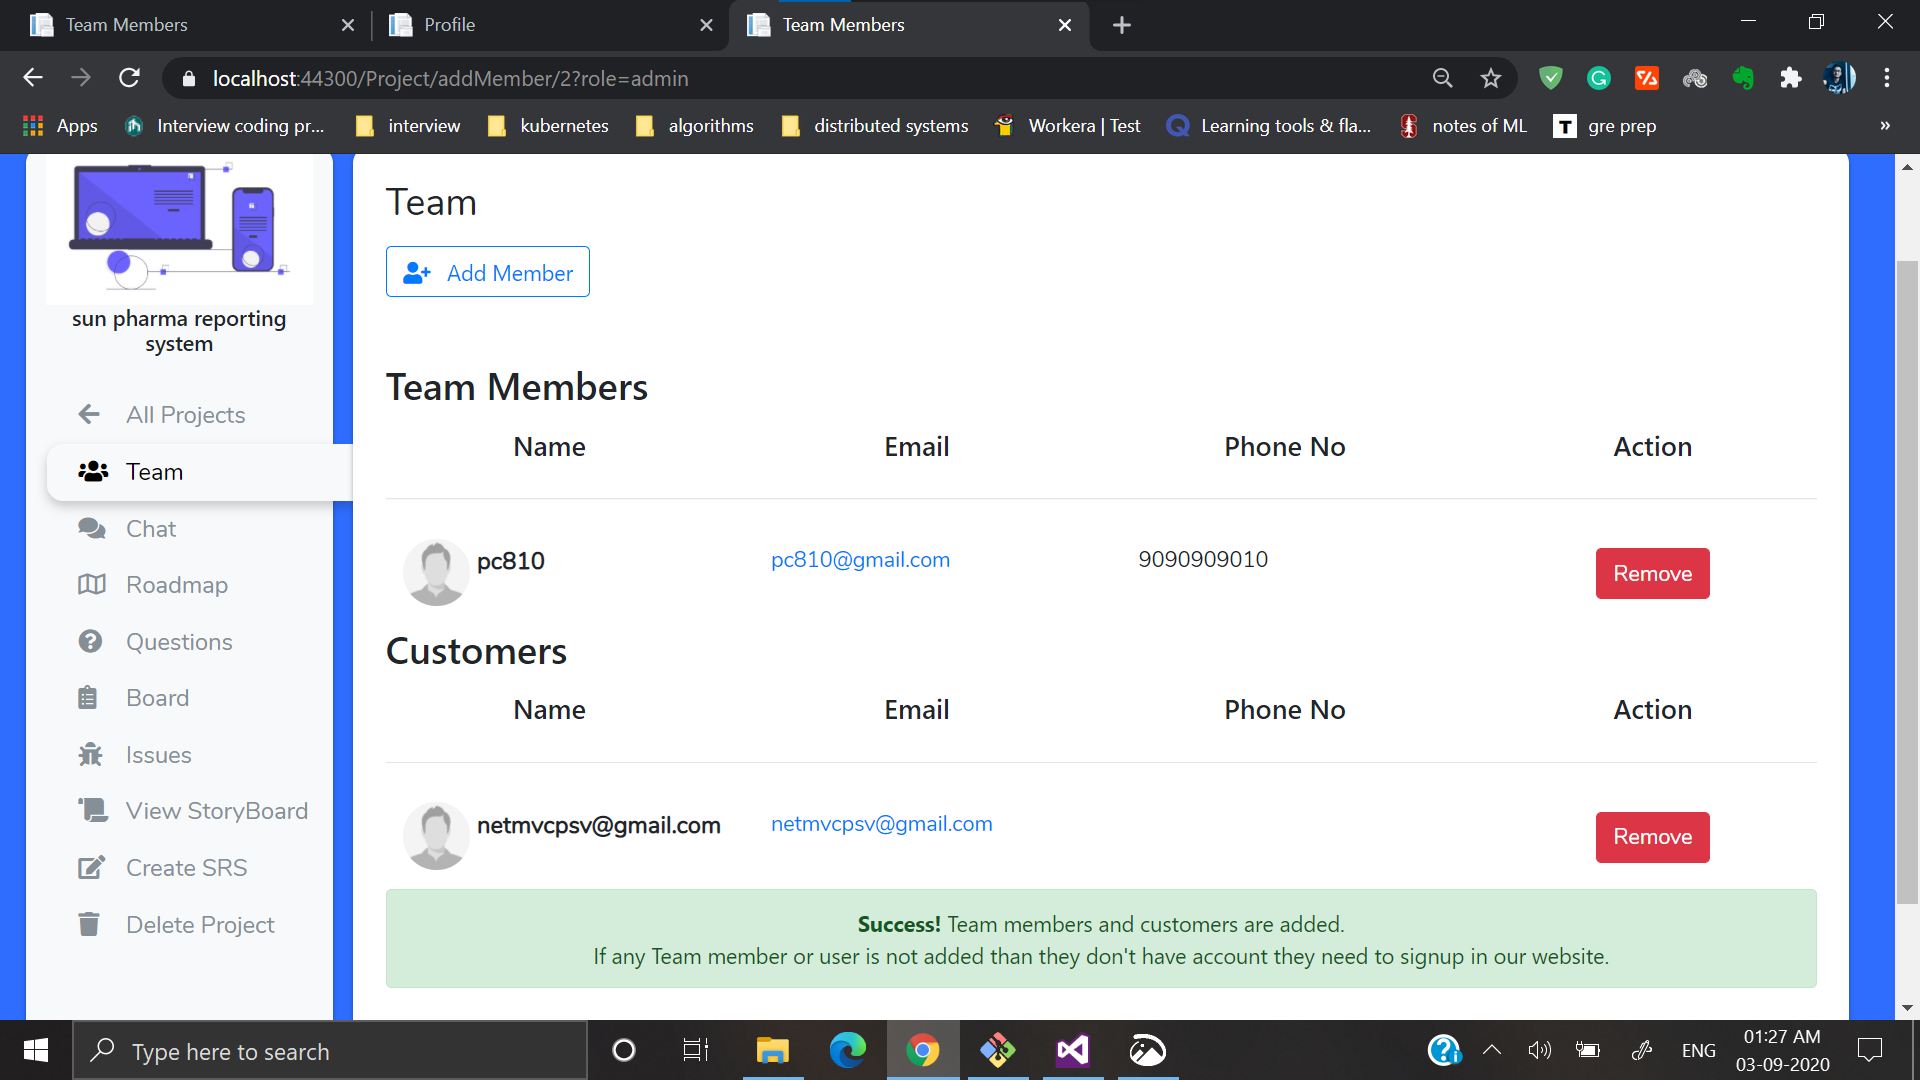 Team Members
Profile
Team Members
localhost:44300/Project/addMember/2?role=admin
Apps
Interview coding pr...
interview
kubernetes
algorithms
distributed systems
Workera | Test
Learning tools & fla...
notes of ML
T
gre prep
»
sun pharma reporting
system
All Projects
Team
Chat
Roadmap
Questions
Board
Issues
View StoryBoard
Create SRS
Delete Project
Team
Add Member
Team Members
Name Email Phone No Action
pc810 pc810@gmail.com 9090909010 Remove
Customers
Name Email Phone No Action
netmvcpsv@gmail.com netmvcpsv@gmail.com Remove
Success! Team members and customers are added.
If any Team member or user is not added than they don't have account they need to signup in our website.
Type here to search
ENG
01:27 AM
03-09-2020